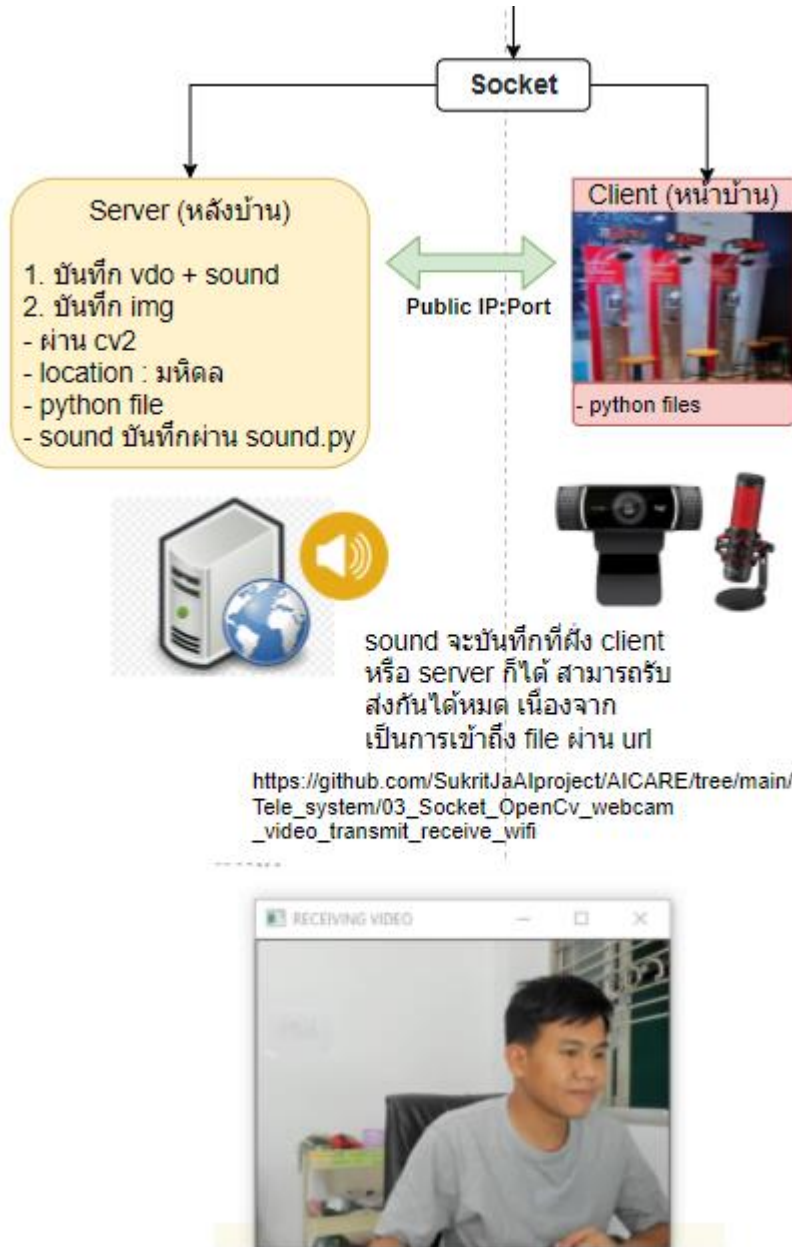 Socket
Server (หลังบ้าน)
1. บันทึก vdo + sound
2. บันทึก img
- ผ่าน cv2
- location : มหิดล
- python file
- sound บันทึกผ่าน sound.py
Public IP:Port
Client (หน้าบ้าน)
- python files
sound จะบันทึกที่ฝั่ง client
หรือ server ก็ได้ สามารถรับ
ส่งกันได้หมด เนื่องจาก
เป็นการเข้าถึง file ผ่าน url
https://github.com/SukritJaAIproject/AICARE/tree/main/
Tele_system/03_Socket_OpenCv_webcam
_video_transmit_receive_wifi
RECEIVING VIDEO